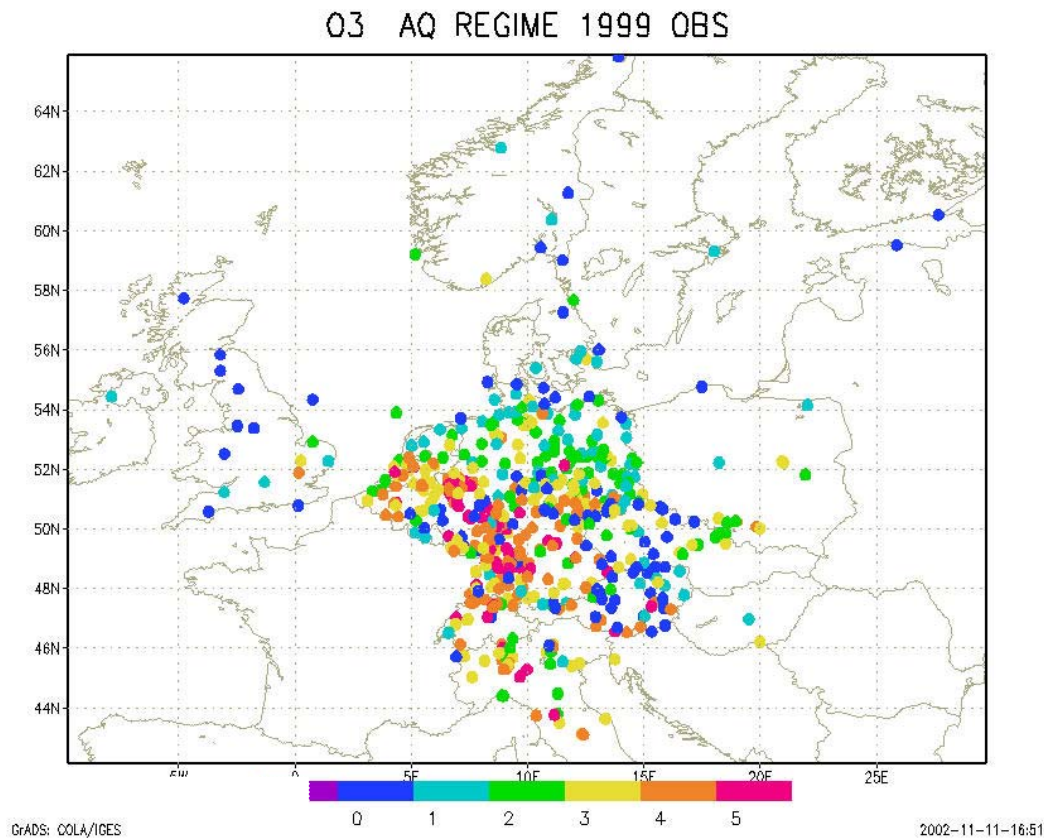 O3 AQ REGIME 1999 OBS
64N
62N
60N
58N
56N
54N
52N
50N
48N
46N
44N
5W 0 5E 10E 15E 20E 25E
0 1 2 3 4 5
GrADS: COLA/IGES 2002-11-11-16:51